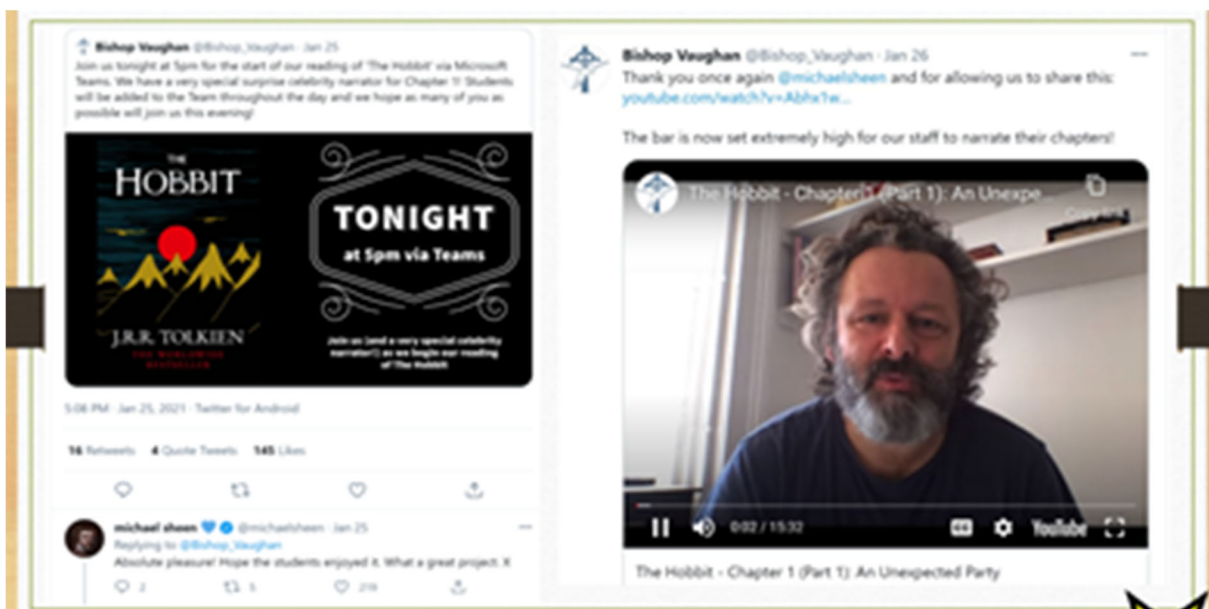 Bishop Vaughan @Bishop_Vaughan · Jan 25
Join us tonight at 5pm for the start of our reading of 'The Hobbit' via Microsoft
Teams. We have a very special surprise celebrity narrator for Chapter 1! Students
will be added to the Team throughout the day and we hope as many of you as
possible will join us this evening!
THE
HOBBIT
J.R.R. TOLKIEN
THE WORLDWIDE
BESTSELLER
TONIGHT
at 5pm via Teams
Join us (and a very special celebrity
narrator!) as we begin our reading
of The Hobbit
5:08 PM · Jan 25, 2021 · Twitter for Android
16 Retweets 4 Quote Tweets 145 Likes
michael sheen @michaelsheen · Jan 25
Replying to @Bishop_Vaughan
Absolute pleasure! Hope the students enjoyed it. What a great project. X
2 5 219
Bishop Vaughan @Bishop_Vaughan · Jan 26
Thank you once again @michaelsheen and for allowing us to share this:
youtube.com/watch?v=Abhx1w...
The bar is now set extremely high for our staff to narrate their chapters!
The Hobbit - Chapter 1 (Part 1): An Unexpe...
0:02 / 15:32
YouTube
The Hobbit - Chapter 1 (Part 1): An Unexpected Party